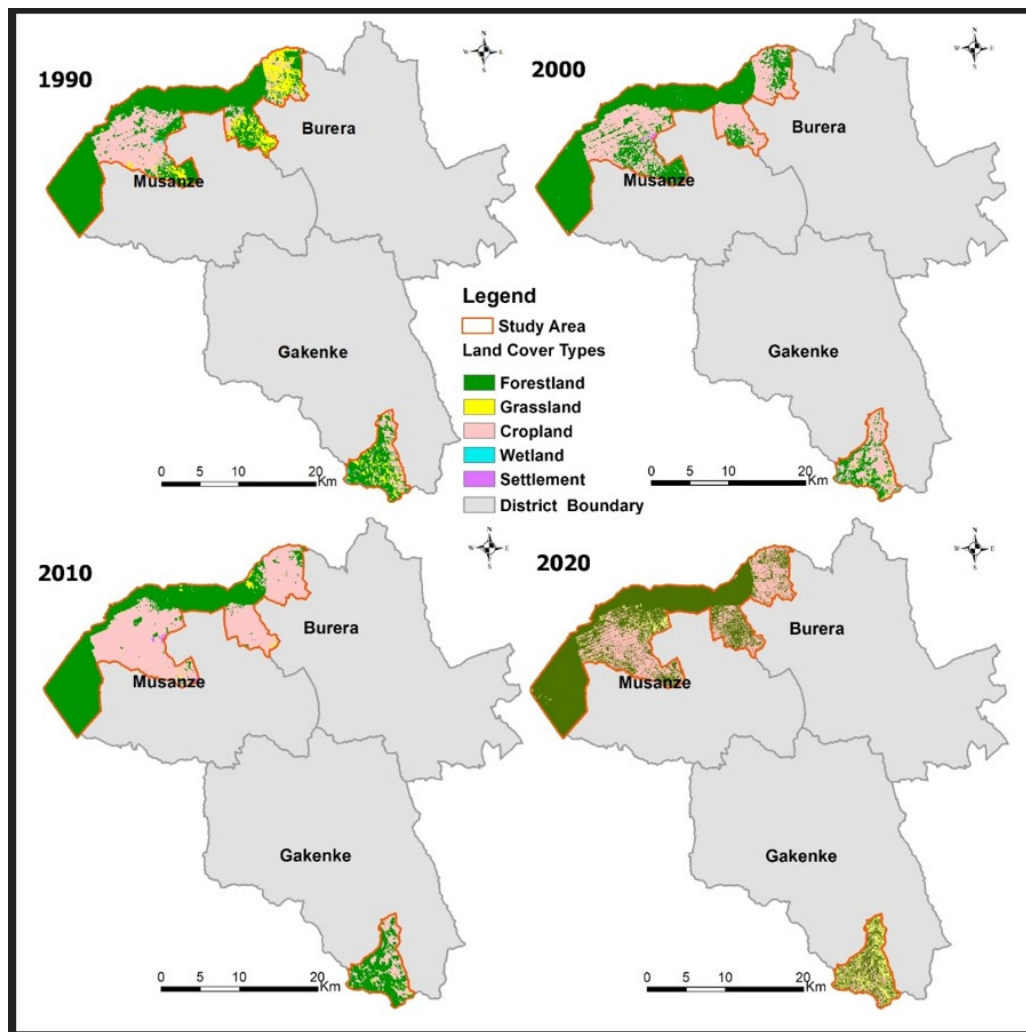 1990
N
W E
S
Burera
Musanze
Gakenke
0 5 10 20
Km
2000
N
W E
S
Burera
Musanze
Gakenke
0 5 10 20
Km
Legend
Study Area
Land Cover Types
Forestland
Grassland
Cropland
Wetland
Settlement
District Boundary
2010
N
W E
S
Burera
Musanze
Gakenke
0 5 10 20
Km
2020
N
W E
S
Burera
Musanze
Gakenke
0 5 10 20
Km